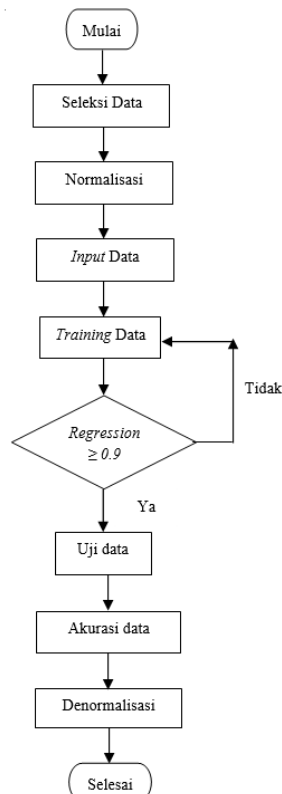 Mulai
Seleksi Data
Normalisasi
Input Data
Training Data
Tidak
Regression
≥ 0.9
Ya
Uji data
Akurasi data
Denormalisasi
Selesai